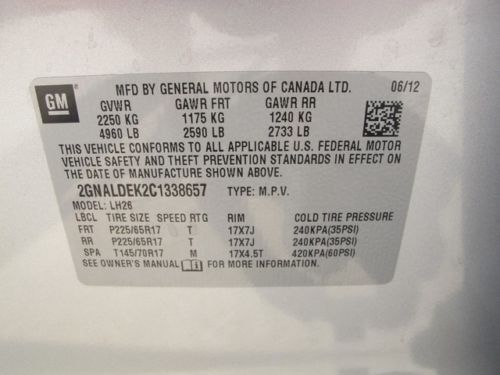 GM
MFD BY GENERAL MOTORS OF CANADA LTD. 06/12
GVWR GAWR FRT GAWR RR
2250 KG 1175 KG 1240 KG
4960 LB 2590 LB 2733 LB
THIS VEHICLE CONFORMS TO ALL APPLICABLE U.S. FEDERAL MOTOR
VEHICLE SAFETY AND THEFT PREVENTION STANDARDS IN EFFECT ON
THE DATE OF MANUFACTURE SHOWN ABOVE.
2GNALDEK2C1338657 TYPE: M.P.V.
MODEL: LH26
LBCL TIRE SIZE SPEED RTG RIM COLD TIRE PRESSURE
FRT P225/65R17 T 17X7J 240KPA(35PSI)
RR P225/65R17 T 17X7J 240KPA(35PSI)
SPA T145/70R17 M 17X4.5T 420KPA(60PSI)
SEE OWNER'S MANUAL FOR MORE INFORMATION.